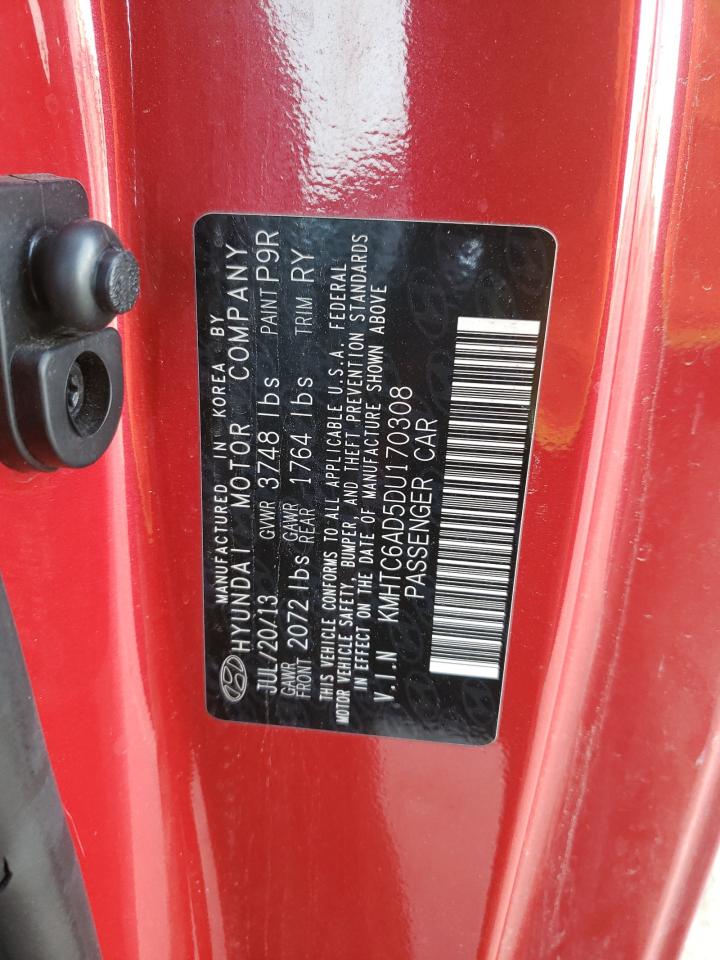 MANUFACTURED IN KOREA BY
HYUNDAI MOTOR COMPANY
JUL/20/13 GVWR 3748 lbs PAINT P9R
GAWR FRONT 2072 lbs GAWR REAR 1764 lbs TRIM RY
THIS VEHICLE CONFORMS TO ALL APPLICABLE U.S.A. FEDERAL
MOTOR VEHICLE SAFETY, BUMPER, AND THEFT PREVENTION STANDARDS
IN EFFECT ON THE DATE OF MANUFACTURE SHOWN ABOVE
V.I.N KMHTC6AD5DU170308
PASSENGER CAR